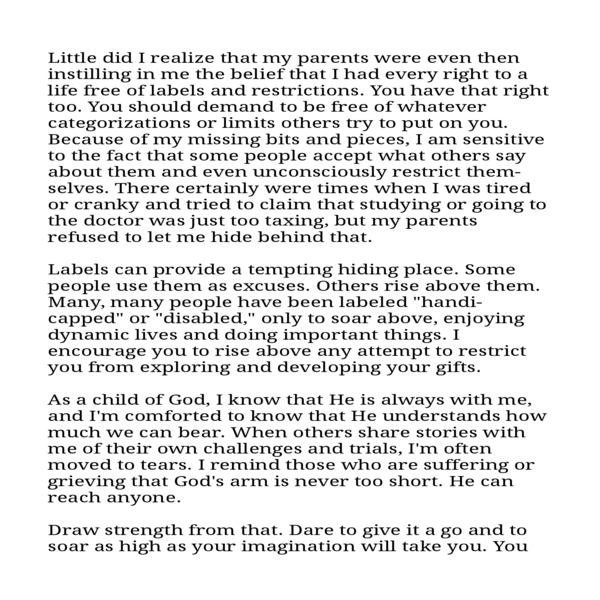 Little did I realize that my parents were even then
instilling in me the belief that I had every right to a
life free of labels and restrictions. You have that right
too. You should demand to be free of whatever
categorizations or limits others try to put on you.
Because of my missing bits and pieces, I am sensitive
to the fact that some people accept what others say
about them and even unconsciously restrict them-
selves. There certainly were times when I was tired
or cranky and tried to claim that studying or going to
the doctor was just too taxing, but my parents
refused to let me hide behind that.

Labels can provide a tempting hiding place. Some
people use them as excuses. Others rise above them.
Many, many people have been labeled "handi-
capped" or "disabled," only to soar above, enjoying
dynamic lives and doing important things. I
encourage you to rise above any attempt to restrict
you from exploring and developing your gifts.

As a child of God, I know that He is always with me,
and I'm comforted to know that He understands how
much we can bear. When others share stories with
me of their own challenges and trials, I'm often
moved to tears. I remind those who are suffering or
grieving that God's arm is never too short. He can
reach anyone.

Draw strength from that. Dare to give it a go and to
soar as high as your imagination will take you. You